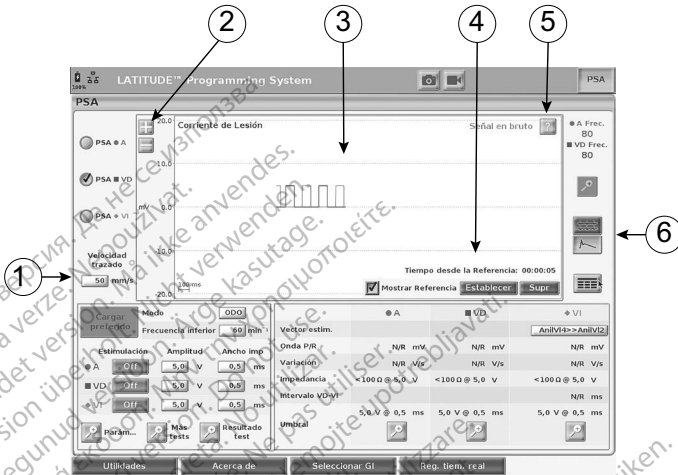 2 3 4 5
100%
LATITUDE™ Programming System
PSA
PSA
20.0
Corriente de Lesión
Señal en bruto
A Frec.
80
VD Frec.
80
PSA A
10.0
PSA VD
mV 0.0
PSA VI
6
-10.0
Velocidad
trazado
Tiempo desde la Referencia: 00:00:05
1
50 mm/s
100 ms
Mostrar Referencia Establecer Supr
-20.0
Cargar
preferido
Modo ODO
Frecuencia inferior 60 min⁻¹
A VD VI
Vector estim. AnilVI4>>AnilVI2
Estimulación Amplitud Ancho imp
Onda P/R N/R mV N/R mV N/R mV
A Off 5,0 V 0,5 ms
Variación N/R V/s N/R V/s N/R V/s
VD Off 5,0 V 0,5 ms
Impedancia <100 Ω @ 5,0 V <100 Ω @ 5,0 V <100 Ω @ 5,0 V
Intervalo VD-VI N/R ms
VI Off 5,0 V 0,5 ms
5,0 V @ 0,5 ms 5,0 V @ 0,5 ms 5,0 V @ 0,5 ms
Umbral
Parám... Más
tests Resultado
test
Utilidades Acerca de Seleccionar GI Reg. tiem. real